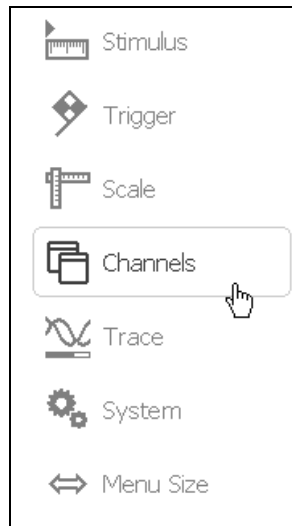 Stimulus
Trigger
Scale
Channels
Trace
System
Menu Size